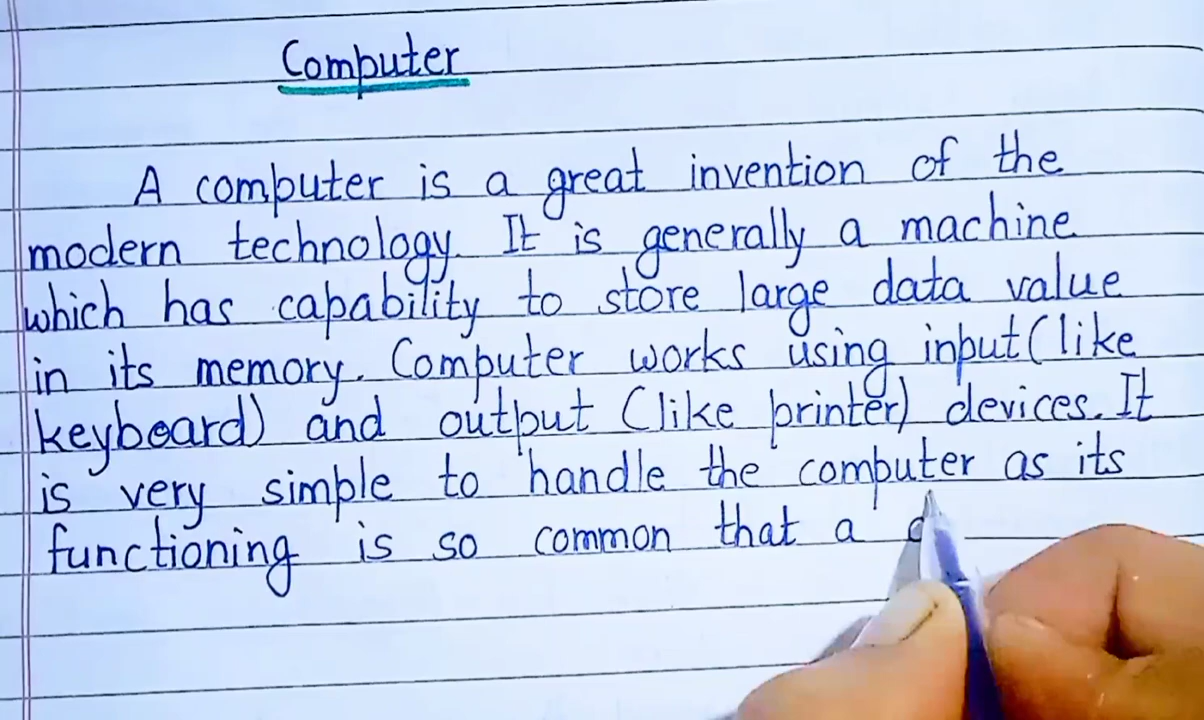 Computer
A computer is a great invention of the
modern technology. It is generally a machine
which has capability to store large data value
in its memory. Computer works using input (like
keyboard) and output (like printer) devices. It
is very simple to handle the computer as its
functioning is so common that a